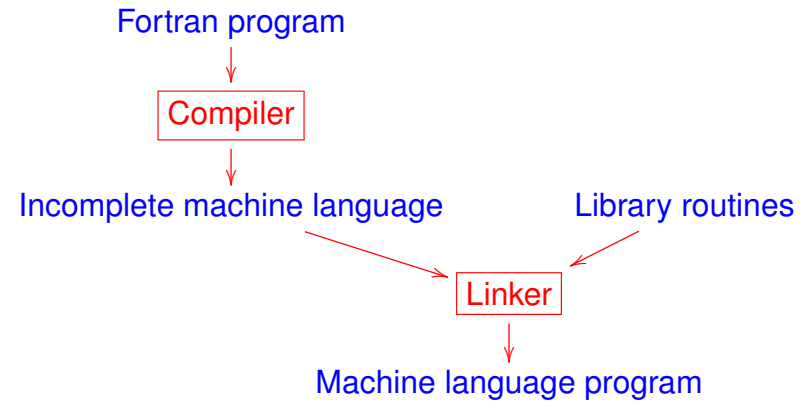 Fortran program
Compiler
Incomplete machine language
Library routines
Linker
Machine language program